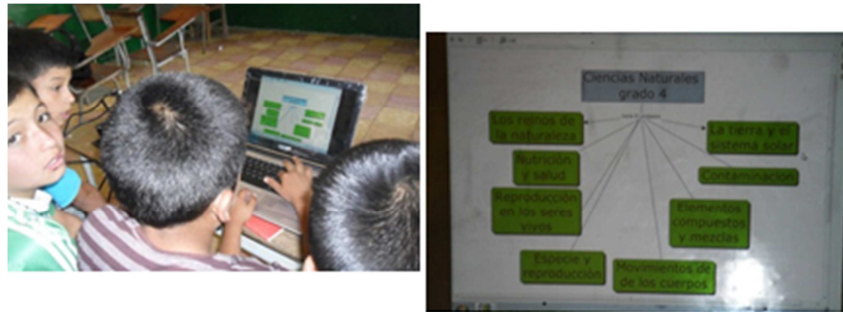 Ciencias Naturales
grado 4
Los reinos de
la naturaleza
La tierra y el
sistema solar
Nutrición
y salud
Contaminacion
Reproducción
en los seres
vivos
Elementos
compuestos
y mezclas
Especie y
reproducción
Movimientos de
de los cuerpos